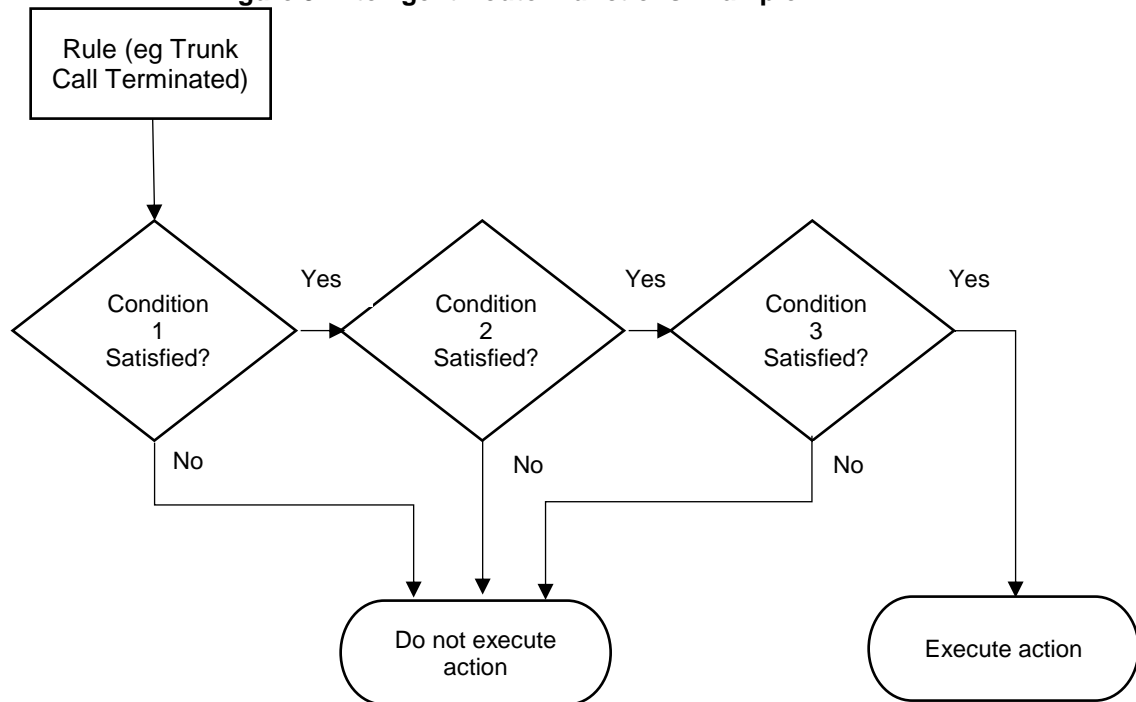 Rule (eg Trunk
Call Terminated)
Condition
1
Satisfied?
Yes
Condition
2
Satisfied?
Yes
Condition
3
Satisfied?
Yes
No
No
No
Do not execute
action
Execute action